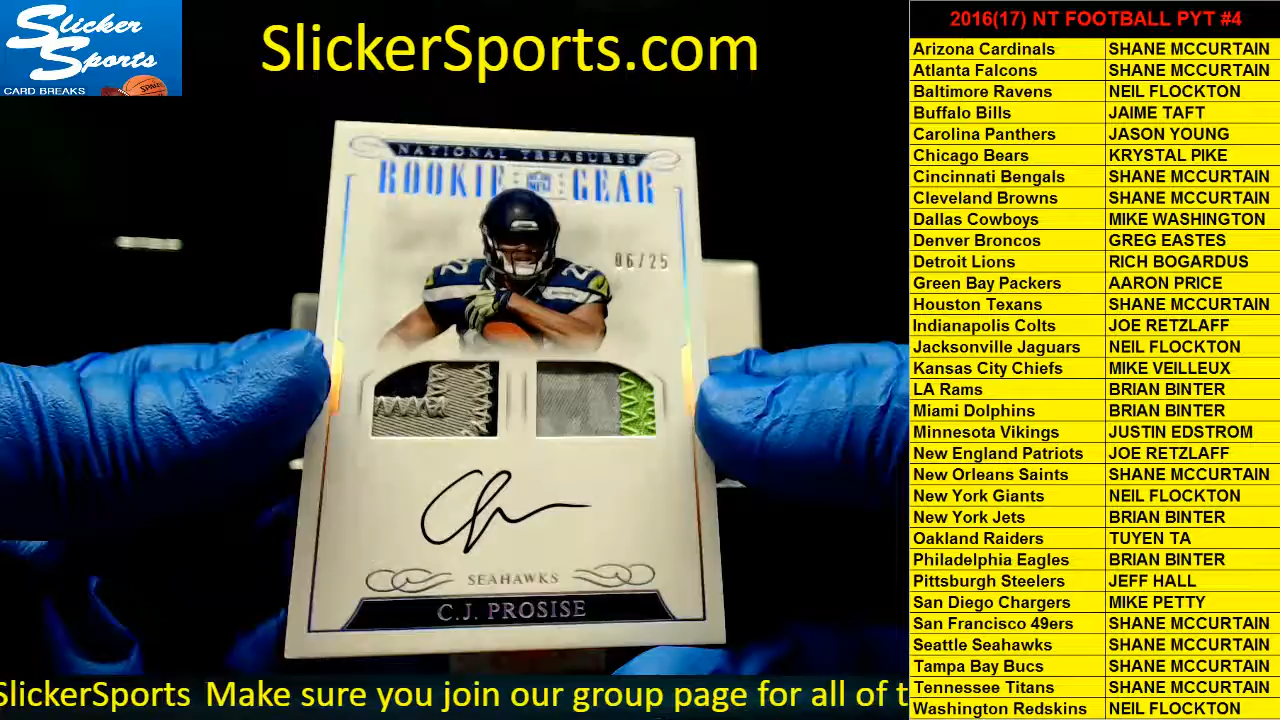 Slicker
Sports
CARD BREAKS
SPALDING
SlickerSports.com
NATIONAL TREASURES
ROOKIE NFL GEAR
06/25
22 22
SEAHAWKS
C.J. PROSISE
SlickerSports Make sure you join our group page for all of t
2016(17) NT FOOTBALL PYT #4
Arizona Cardinals SHANE MCCURTAIN
Atlanta Falcons SHANE MCCURTAIN
Baltimore Ravens NEIL FLOCKTON
Buffalo Bills JAIME TAFT
Carolina Panthers JASON YOUNG
Chicago Bears KRYSTAL PIKE
Cincinnati Bengals SHANE MCCURTAIN
Cleveland Browns SHANE MCCURTAIN
Dallas Cowboys MIKE WASHINGTON
Denver Broncos GREG EASTES
Detroit Lions RICH BOGARDUS
Green Bay Packers AARON PRICE
Houston Texans SHANE MCCURTAIN
Indianapolis Colts JOE RETZLAFF
Jacksonville Jaguars NEIL FLOCKTON
Kansas City Chiefs MIKE VEILLEUX
LA Rams BRIAN BINTER
Miami Dolphins BRIAN BINTER
Minnesota Vikings JUSTIN EDSTROM
New England Patriots JOE RETZLAFF
New Orleans Saints SHANE MCCURTAIN
New York Giants NEIL FLOCKTON
New York Jets BRIAN BINTER
Oakland Raiders TUYEN TA
Philadelphia Eagles BRIAN BINTER
Pittsburgh Steelers JEFF HALL
San Diego Chargers MIKE PETTY
San Francisco 49ers SHANE MCCURTAIN
Seattle Seahawks SHANE MCCURTAIN
Tampa Bay Bucs SHANE MCCURTAIN
Tennessee Titans SHANE MCCURTAIN
Washington Redskins NEIL FLOCKTON